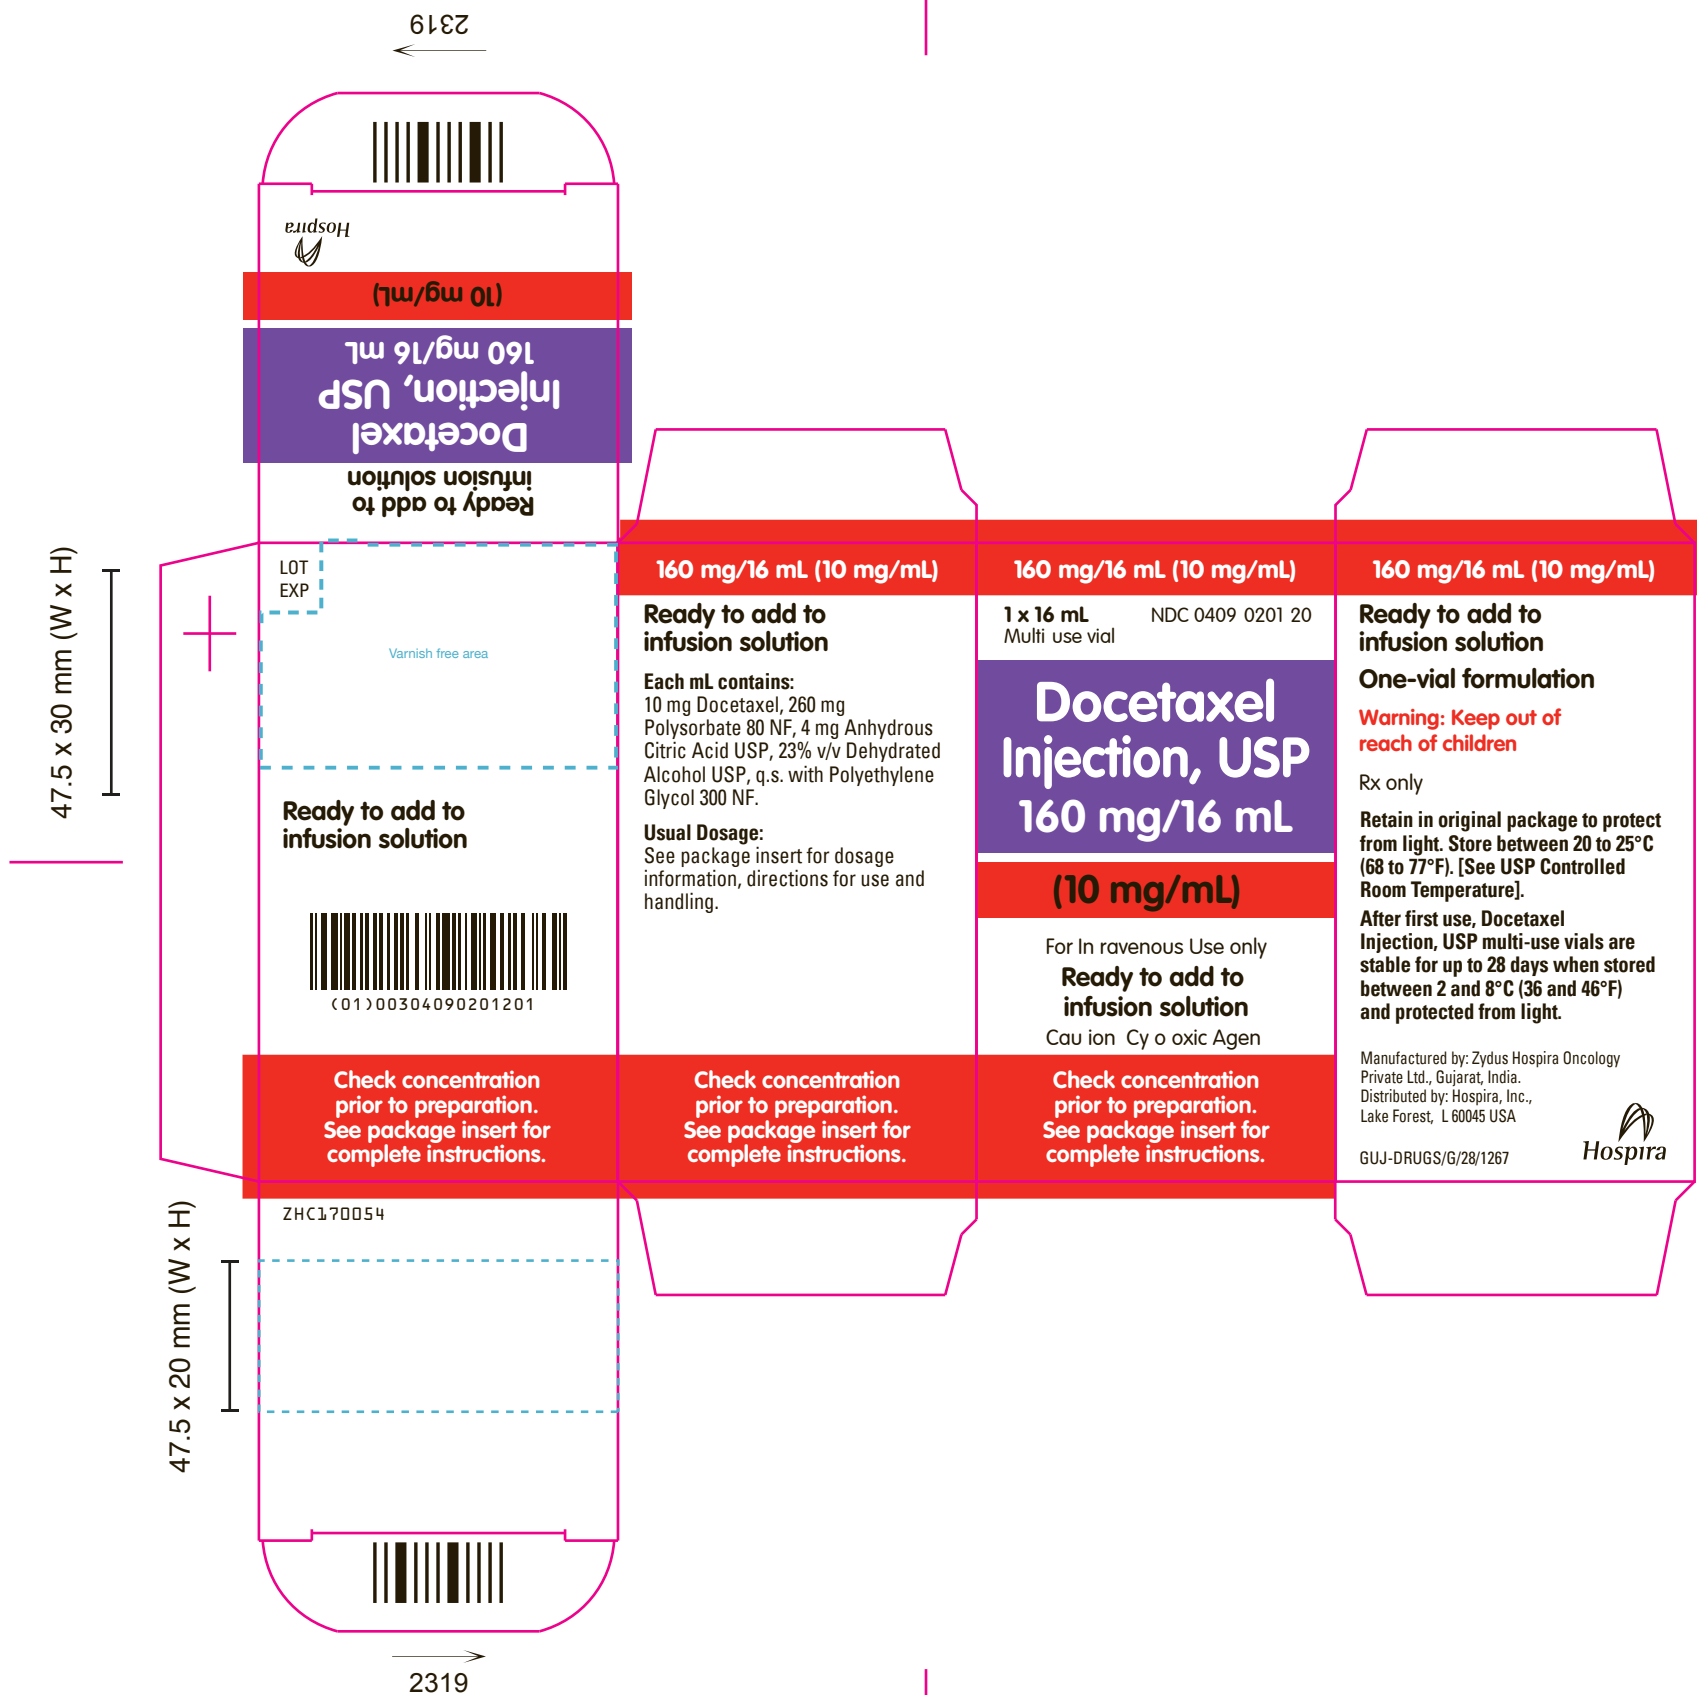 2319
Hospira
(10 mg/mL)
160 mg/16 mL
Injection, USP
Docetaxel
infusion solution
Ready to add to
47.5 x 30 mm (W x H)
LOT
EXP
Varnish free area
Ready to add to
infusion solution
(01)00304090201201
Check concentration
prior to preparation.
See package insert for
complete instructions.
ZHC170054
47.5 x 20 mm (W x H)
2319
160 mg/16 mL (10 mg/mL)
Ready to add to
infusion solution
Each mL contains:
10 mg Docetaxel, 260 mg
Polysorbate 80 NF, 4 mg Anhydrous
Citric Acid USP, 23% v/v Dehydrated
Alcohol USP, q.s. with Polyethylene
Glycol 300 NF.
Usual Dosage:
See package insert for dosage
information, directions for use and
handling.
Check concentration
prior to preparation.
See package insert for
complete instructions.
160 mg/16 mL (10 mg/mL)
1 x 16 mL NDC 0409 0201 20
Multi use vial
Docetaxel
Injection, USP
160 mg/16 mL
(10 mg/mL)
For In ravenous Use only
Ready to add to
infusion solution
Cau ion Cy o oxic Agen
Check concentration
prior to preparation.
See package insert for
complete instructions.
160 mg/16 mL (10 mg/mL)
Ready to add to
infusion solution
One-vial formulation
Warning: Keep out of
reach of children
Rx only
Retain in original package to protect
from light. Store between 20 to 25°C
(68 to 77°F). [See USP Controlled
Room Temperature].
After first use, Docetaxel
Injection, USP multi-use vials are
stable for up to 28 days when stored
between 2 and 8°C (36 and 46°F)
and protected from light.
Manufactured by: Zydus Hospira Oncology
Private Ltd., Gujarat, India.
Distributed by: Hospira, Inc.,
Lake Forest, L 60045 USA
GUJ-DRUGS/G/28/1267
Hospira